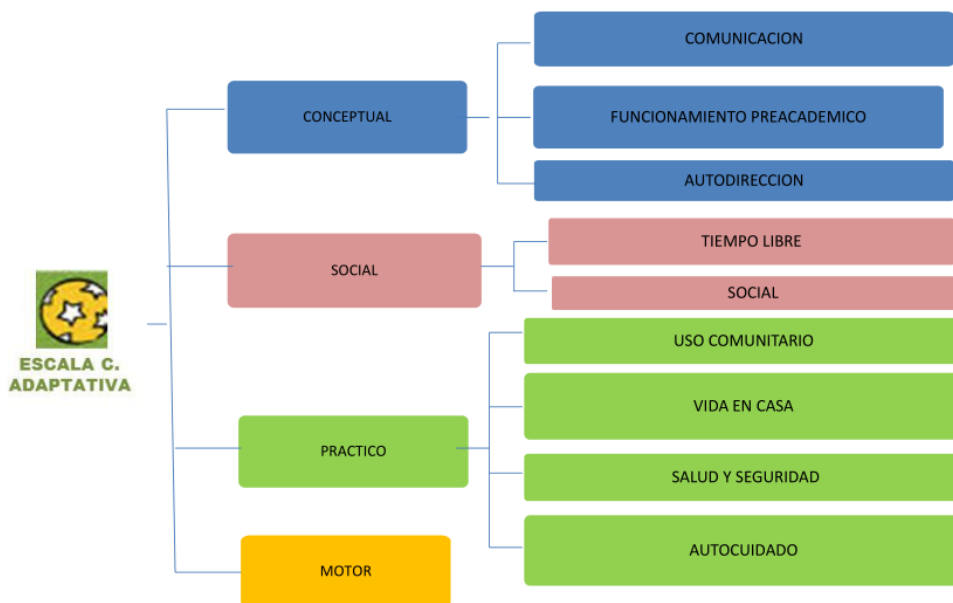 ESCALA C.
ADAPTATIVA
CONCEPTUAL
COMUNICACION
FUNCIONAMIENTO PREACADEMICO
AUTODIRECCION
SOCIAL
TIEMPO LIBRE
SOCIAL
PRACTICO
USO COMUNITARIO
VIDA EN CASA
SALUD Y SEGURIDAD
AUTOCUIDADO
MOTOR